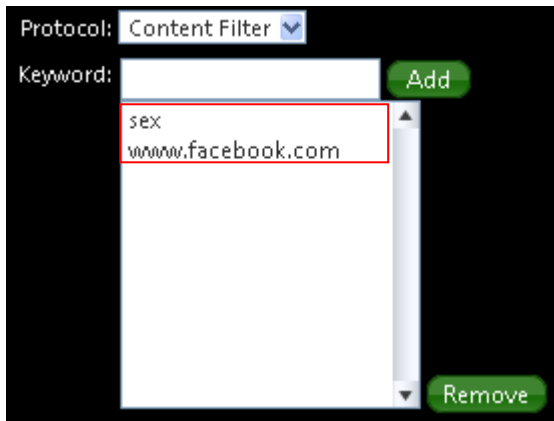 Protocol: Content Filter
Keyword: Add
sex
www.facebook.com
Remove